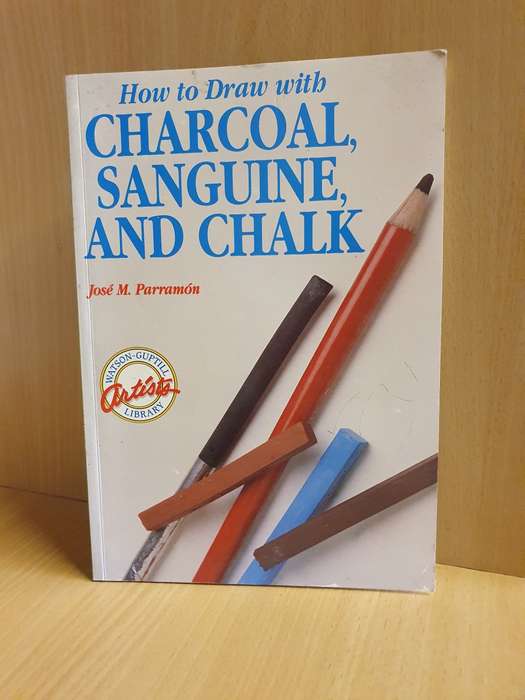 How to Draw with
CHARCOAL,
SANGUINE,
AND CHALK
José M. Parramón
WATSON-GUPTILL
Artists
LIBRARY